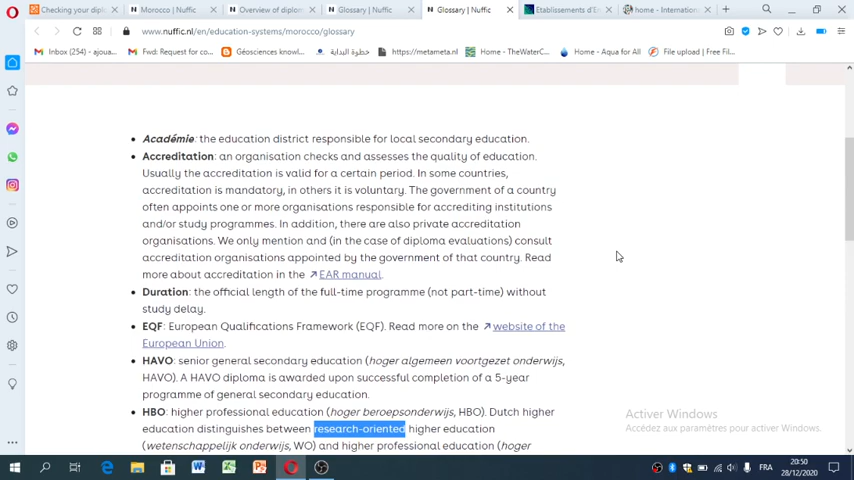 Checking your diplo
Morocco | Nuffic
Overview of diplom
Glossary | Nuffic
Glossary | Nuffic
Etablissements d'En
home - Internation
www.nuffic.nl/en/education-systems/morocco/glossary
Inbox (254) - ajoua...
Fwd: Request for co...
Géosciences knowl...
خطوة البداية
https://metameta.nl
Home - TheWaterC...
Home - Aqua for All
File upload | Free Fil...
• Académie: the education district responsible for local secondary education.
• Accreditation: an organisation checks and assesses the quality of education.
Usually the accreditation is valid for a certain period. In some countries,
accreditation is mandatory, in others it is voluntary. The government of a country
often appoints one or more organisations responsible for accrediting institutions
and/or study programmes. In addition, there are also private accreditation
organisations. We only mention and (in the case of diploma evaluations) consult
accreditation organisations appointed by the government of that country. Read
more about accreditation in the EAR manual.
• Duration: the official length of the full-time programme (not part-time) without
study delay.
• EQF: European Qualifications Framework (EQF). Read more on the website of the
European Union.
• HAVO: senior general secondary education (hoger algemeen voortgezet onderwijs,
HAVO). A HAVO diploma is awarded upon successful completion of a 5-year
programme of general secondary education.
• HBO: higher professional education (hoger beroepsonderwijs, HBO). Dutch higher
education distinguishes between research-oriented higher education
(wetenschappelijk onderwijs, WO) and higher professional education (hoger
Activer Windows
Accédez aux paramètres pour activer Windows.
FRA
20:50
28/12/2020